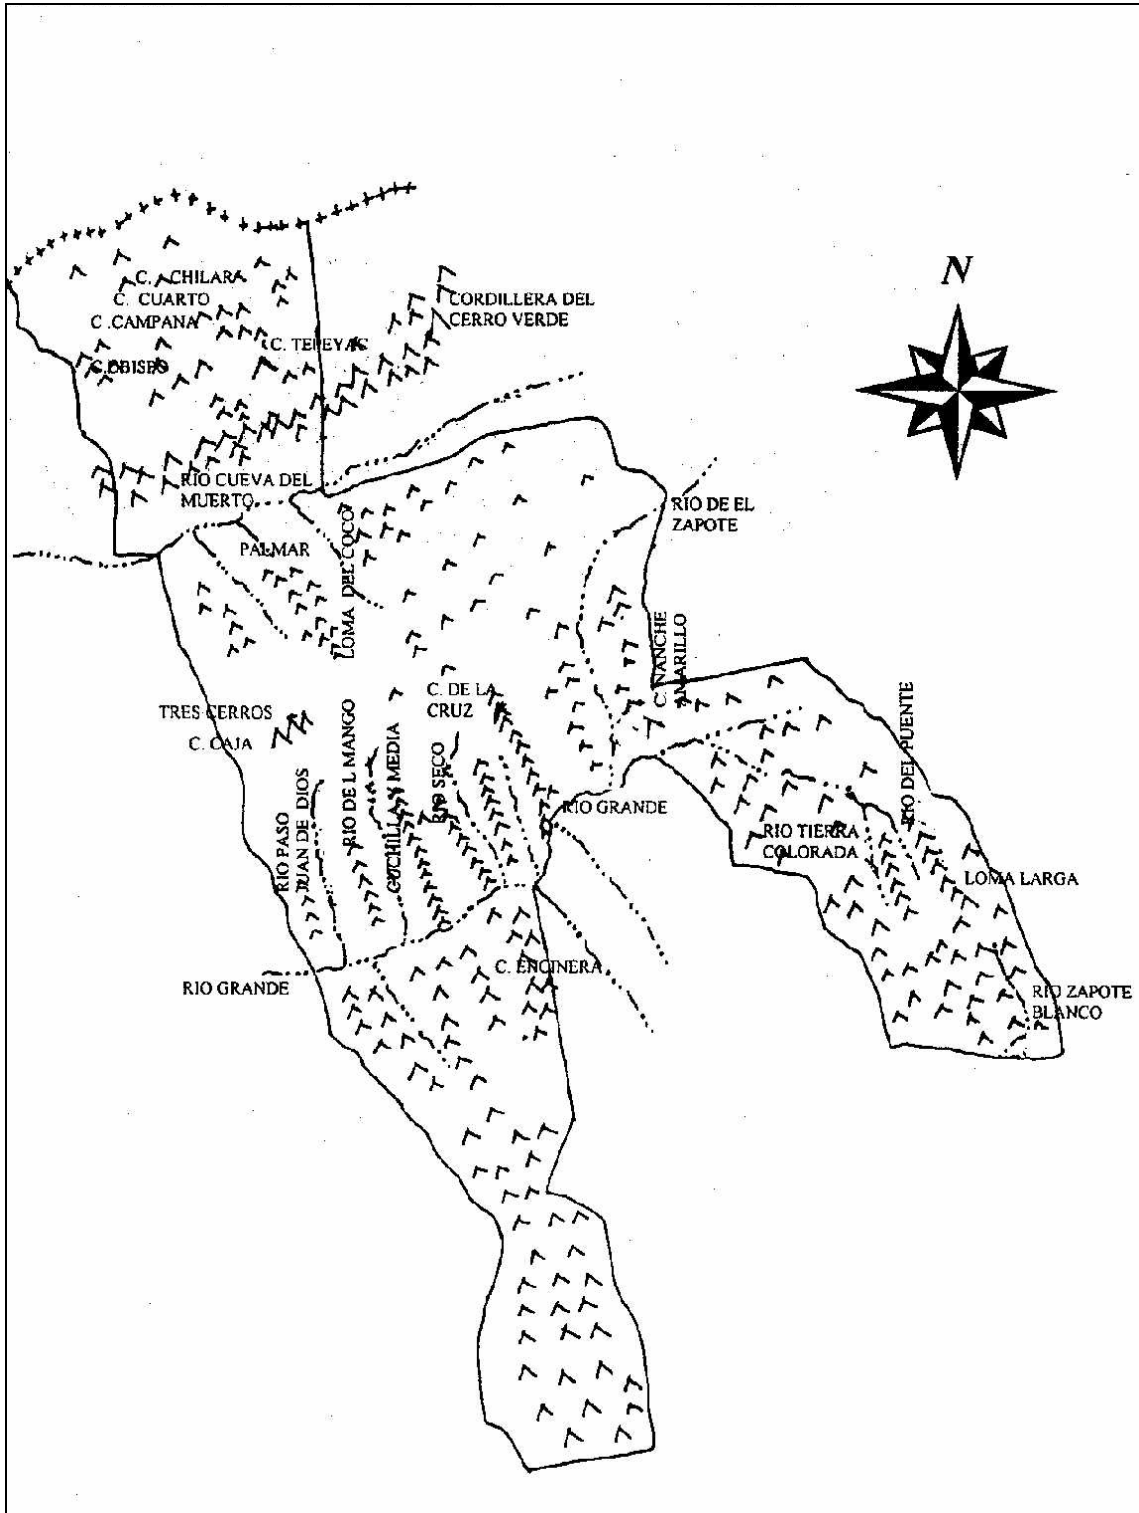 N
C. CHILARA
C. CUARTO
C .CAMPANA
C.OBISPO
C. TEPEYAC
CORDILLERA DEL
CERRO VERDE
RIO CUEVA DEL
MUERTO
PALMAR
LOMA DEL COCO
RIO DE EL
ZAPOTE
C. NANCHE
AMARILLO
TRES CERROS
C. CAJA
C. DE LA
CRUZ
RIO PASO
JUAN DE DIOS
RIO DEL MANGO
CUCHILLA Y MEDIA
RIO SECO
RIO GRANDE
RIO DEL PUENTE
RIO TIERRA
COLORADA
LOMA LARGA
C. ENCINERA
RIO GRANDE
RIO ZAPOTE
BLANCO